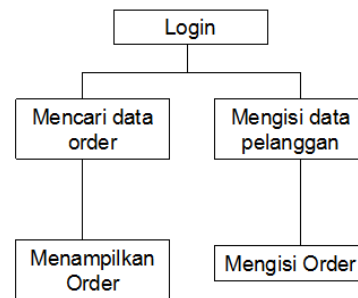 Login
Mencari data
order
Mengisi data
pelanggan
Menampilkan
Order
Mengisi Order